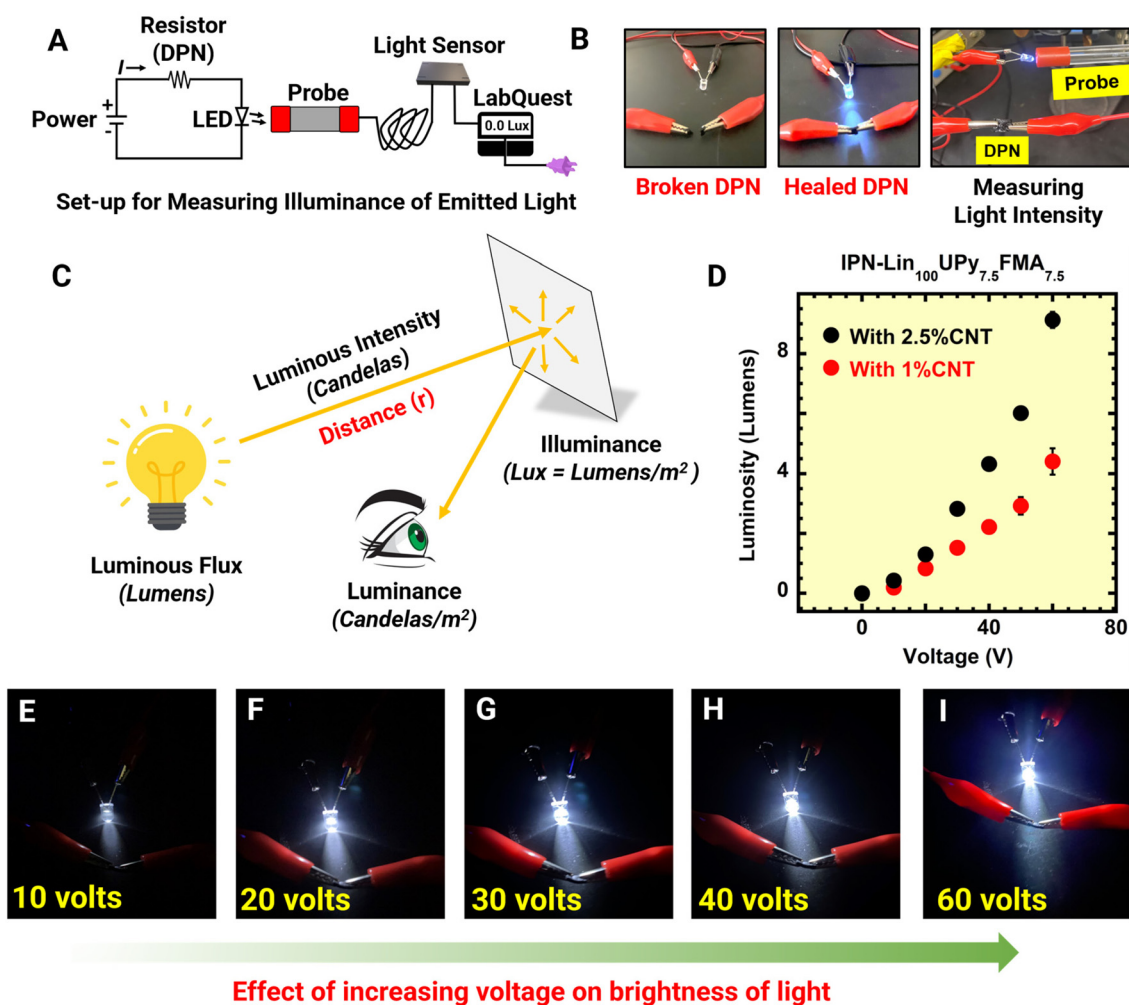 A
Resistor
(DPN)
I →
Power
+
-
LED
Probe
Light Sensor
LabQuest
0.0 Lux
Set-up for Measuring Illuminance of Emitted Light
B
Broken DPN
Healed DPN
Probe
DPN
Measuring
Light Intensity
C
Luminous Intensity
(Candelas)
Distance (r)
Illuminance
(Lux = Lumens/m²)
Luminous Flux
(Lumens)
Luminance
(Candelas/m²)
D
IPN-Lin₁₀₀UPy₇.₅FMA₇.₅
With 2.5%CNT
With 1%CNT
Luminosity (Lumens)
8
4
0
0 40 80
Voltage (V)
E
10 volts
F
20 volts
G
30 volts
H
40 volts
I
60 volts
Effect of increasing voltage on brightness of light